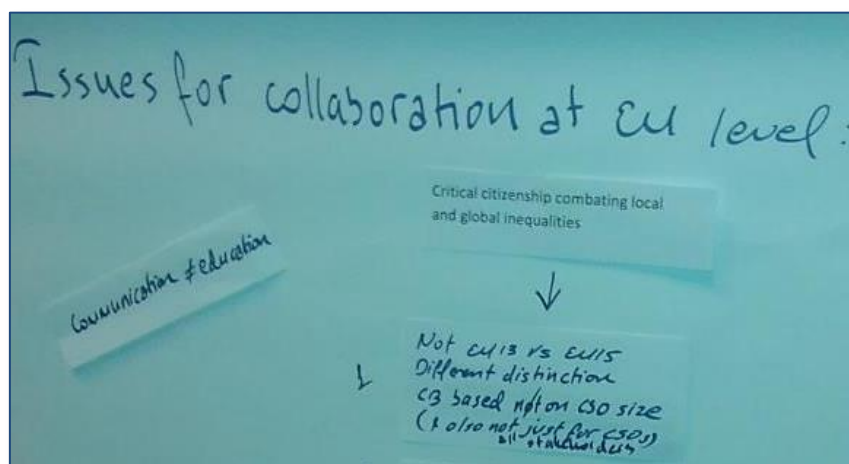 Issues for collaboration at EU level:
Critical citizenship combating local
and global inequalities
Communication ≠ education
↓
1
Not EU13 vs EU15
Different distinction
CB based not on CSO size
(& also not just for CSOs)
all stakeholders